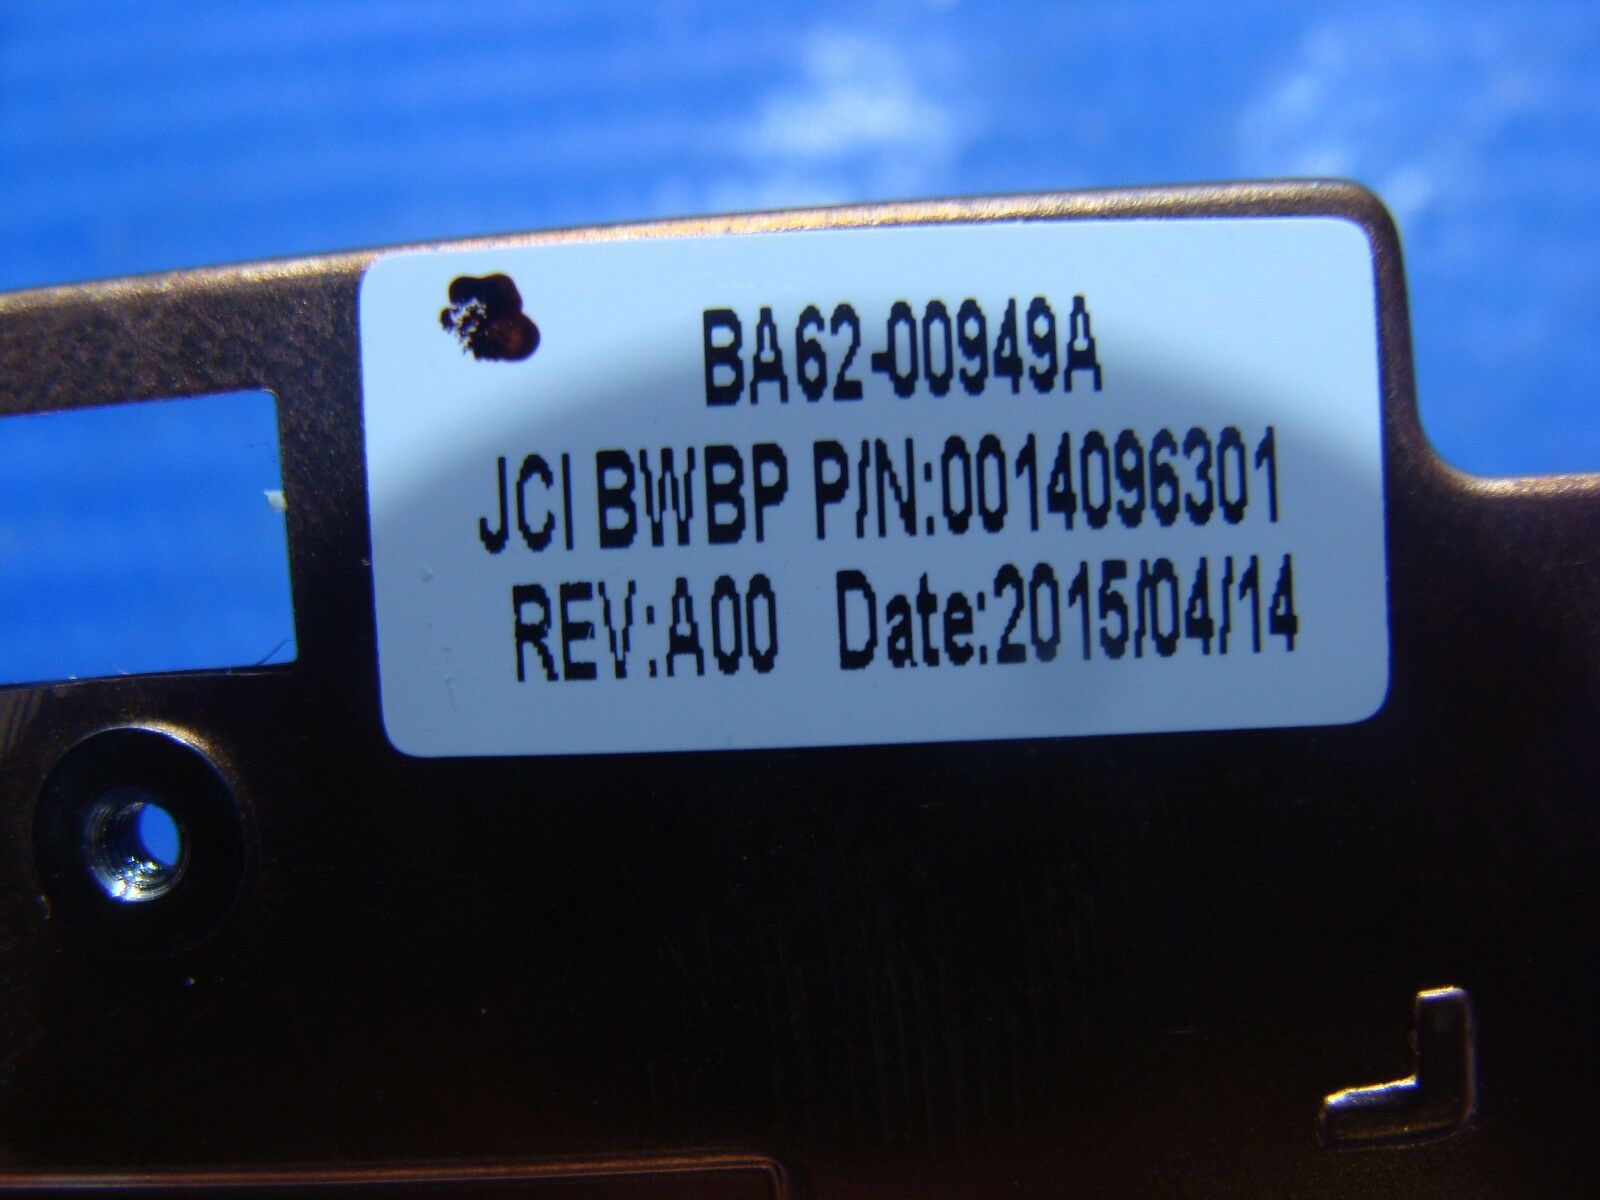 BA62-00949A
JCI BWBP P/N:0014096301
REV:A00 Date:2015/04/14